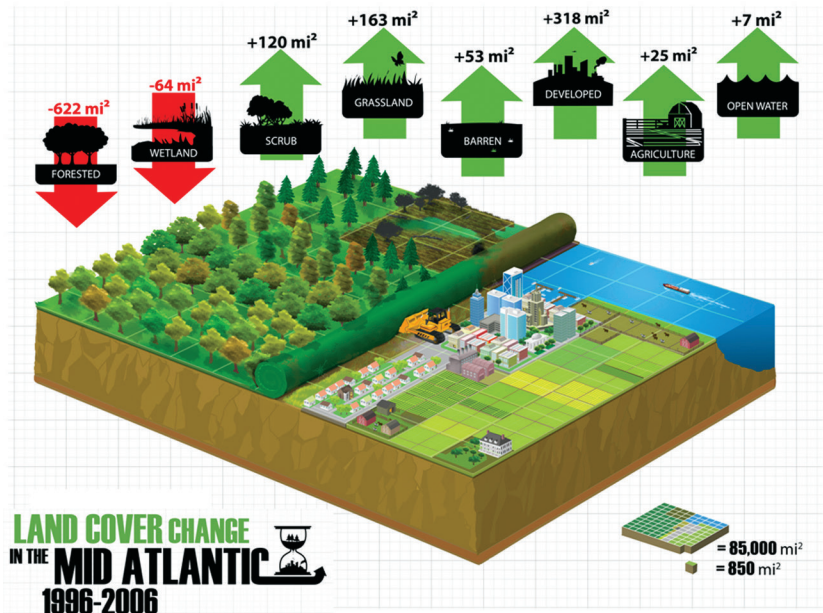 -622 mi²
FORESTED
-64 mi²
WETLAND
+120 mi²
SCRUB
+163 mi²
GRASSLAND
+53 mi²
BARREN
+318 mi²
DEVELOPED
+25 mi²
AGRICULTURE
+7 mi²
OPEN WATER
LAND COVER CHANGE
IN THE MID ATLANTIC
1996-2006
= 85,000 mi²
= 850 mi²